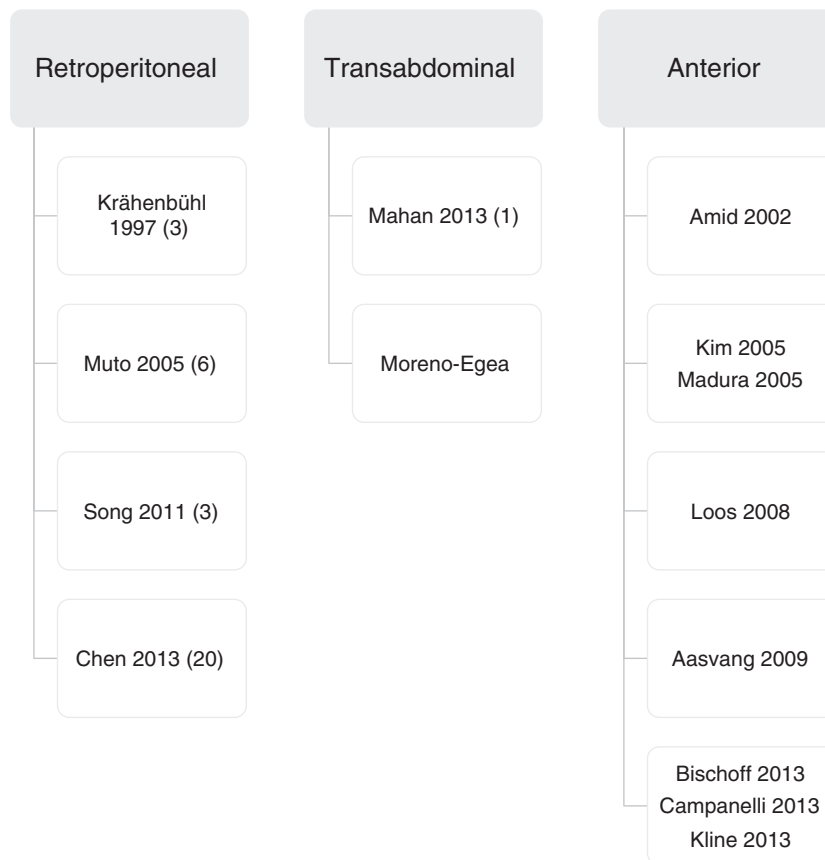 Retroperitoneal
Krähenbühl
1997 (3)
Muto 2005 (6)
Song 2011 (3)
Chen 2013 (20)
Transabdominal
Mahan 2013 (1)
Moreno-Egea
Anterior
Amid 2002
Kim 2005
Madura 2005
Loos 2008
Aasvang 2009
Bischoff 2013
Campanelli 2013
Kline 2013